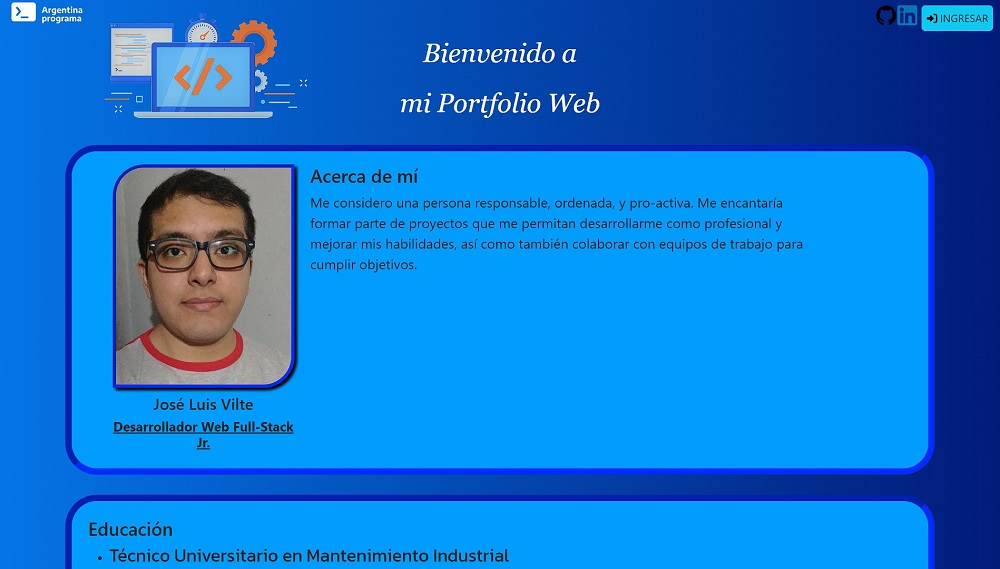 Argentina
programa
INGRESAR
Bienvenido a
mi Portfolio Web
Acerca de mí
Me considero una persona responsable, ordenada, y pro-activa. Me encantaría
formar parte de proyectos que me permitan desarrollarme como profesional y
mejorar mis habilidades, así como también colaborar con equipos de trabajo para
cumplir objetivos.
José Luis Vilte
Desarrollador Web Full-Stack
Jr.
Educación
Técnico Universitario en Mantenimiento Industrial